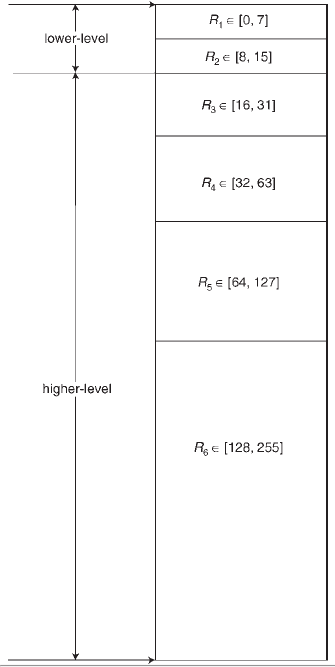 R₁ ∈ [0, 7]
lower-level
R₂ ∈ [8, 15]
R₃ ∈ [16, 31]
R₄ ∈ [32, 63]
R₅ ∈ [64, 127]
higher-level
R₆ ∈ [128, 255]